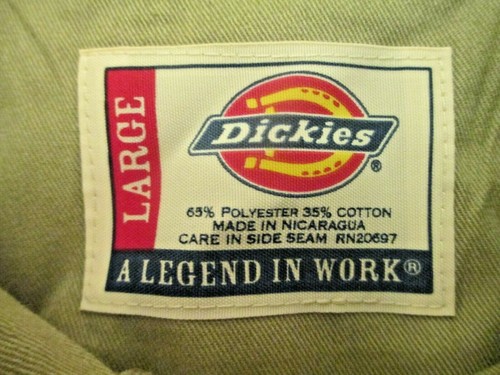 LARGE
Dickies®
65% POLYESTER 35% COTTON
MADE IN NICARAGUA
CARE IN SIDE SEAM RN20697
A LEGEND IN WORK®